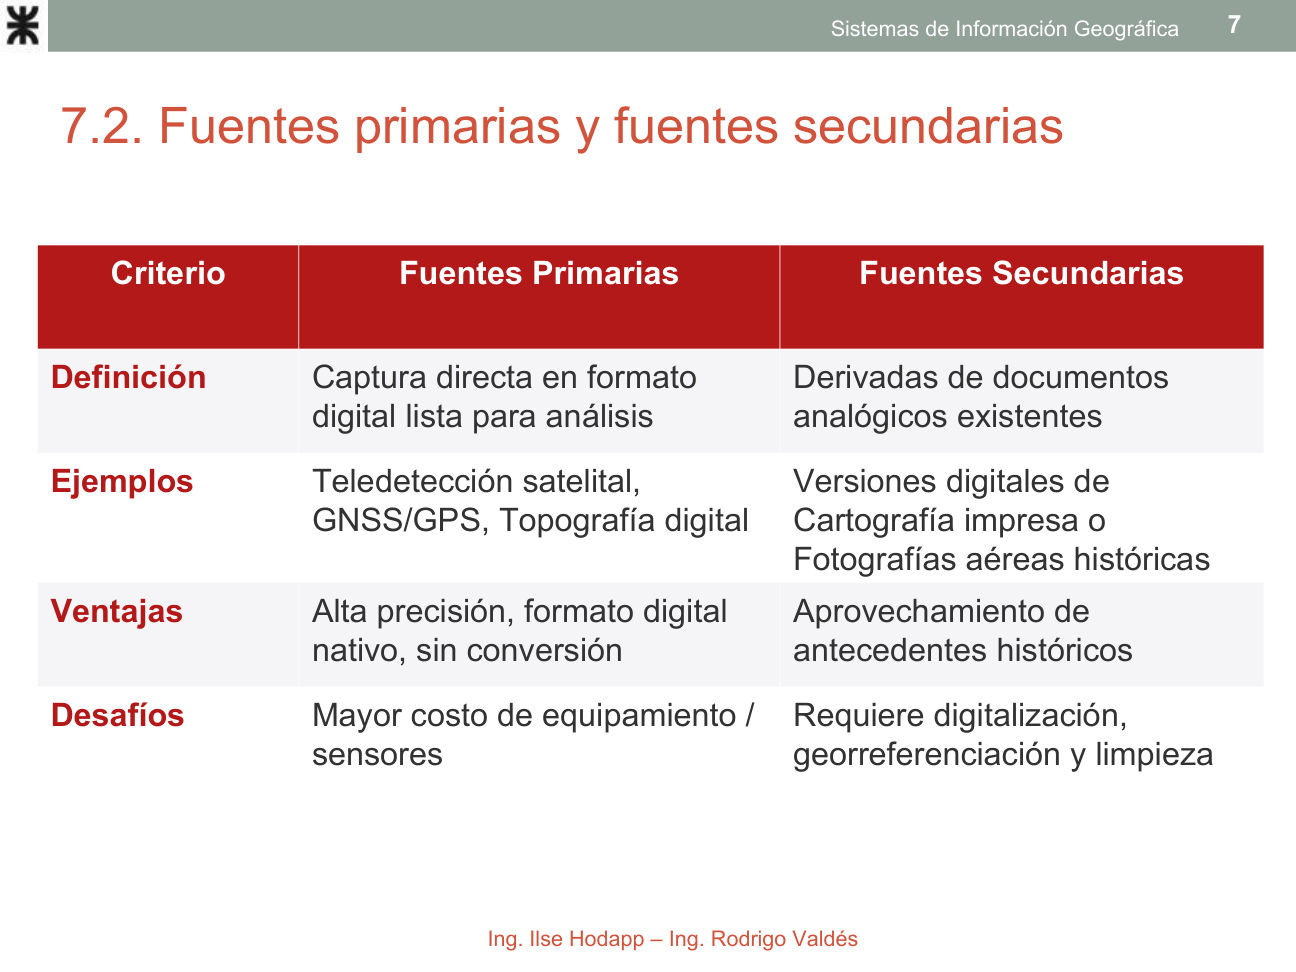 Sistemas de Información Geográfica
7
7.2. Fuentes primarias y fuentes secundarias
Criterio
Fuentes Primarias
Fuentes Secundarias
Definición
Captura directa en formato
digital lista para análisis
Derivadas de documentos
analógicos existentes
Ejemplos
Teledetección satelital,
GNSS/GPS, Topografía digital
Versiones digitales de
Cartografía impresa o
Fotografías aéreas históricas
Ventajas
Alta precisión, formato digital
nativo, sin conversión
Aprovechamiento de
antecedentes históricos
Desafíos
Mayor costo de equipamiento /
sensores
Requiere digitalización,
georreferenciación y limpieza
Ing. Ilse Hodapp – Ing. Rodrigo Valdés